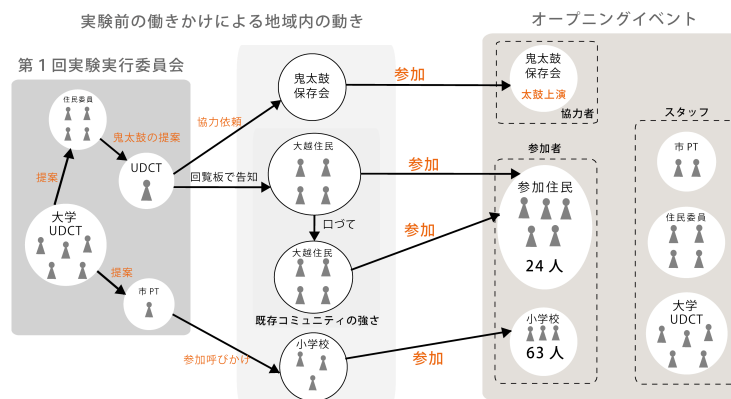 実験前の働きかけによる地域内の動き
オープニングイベント
第１回実験実行委員会
住民委員
鬼太鼓の提案
提案
UDCT
大学
UDCT
提案
市 PT
協力依頼
回覧板で告知
参加呼びかけ
鬼太鼓
保存会
大越住民
口づて
大越住民
既存コミュニティの強さ
小学校
参加
参加
参加
参加
鬼太鼓
保存会
太鼓上演
協力者
参加者
参加住民
24 人
小学校
63 人
スタッフ
市 PT
住民委員
大学
UDCT